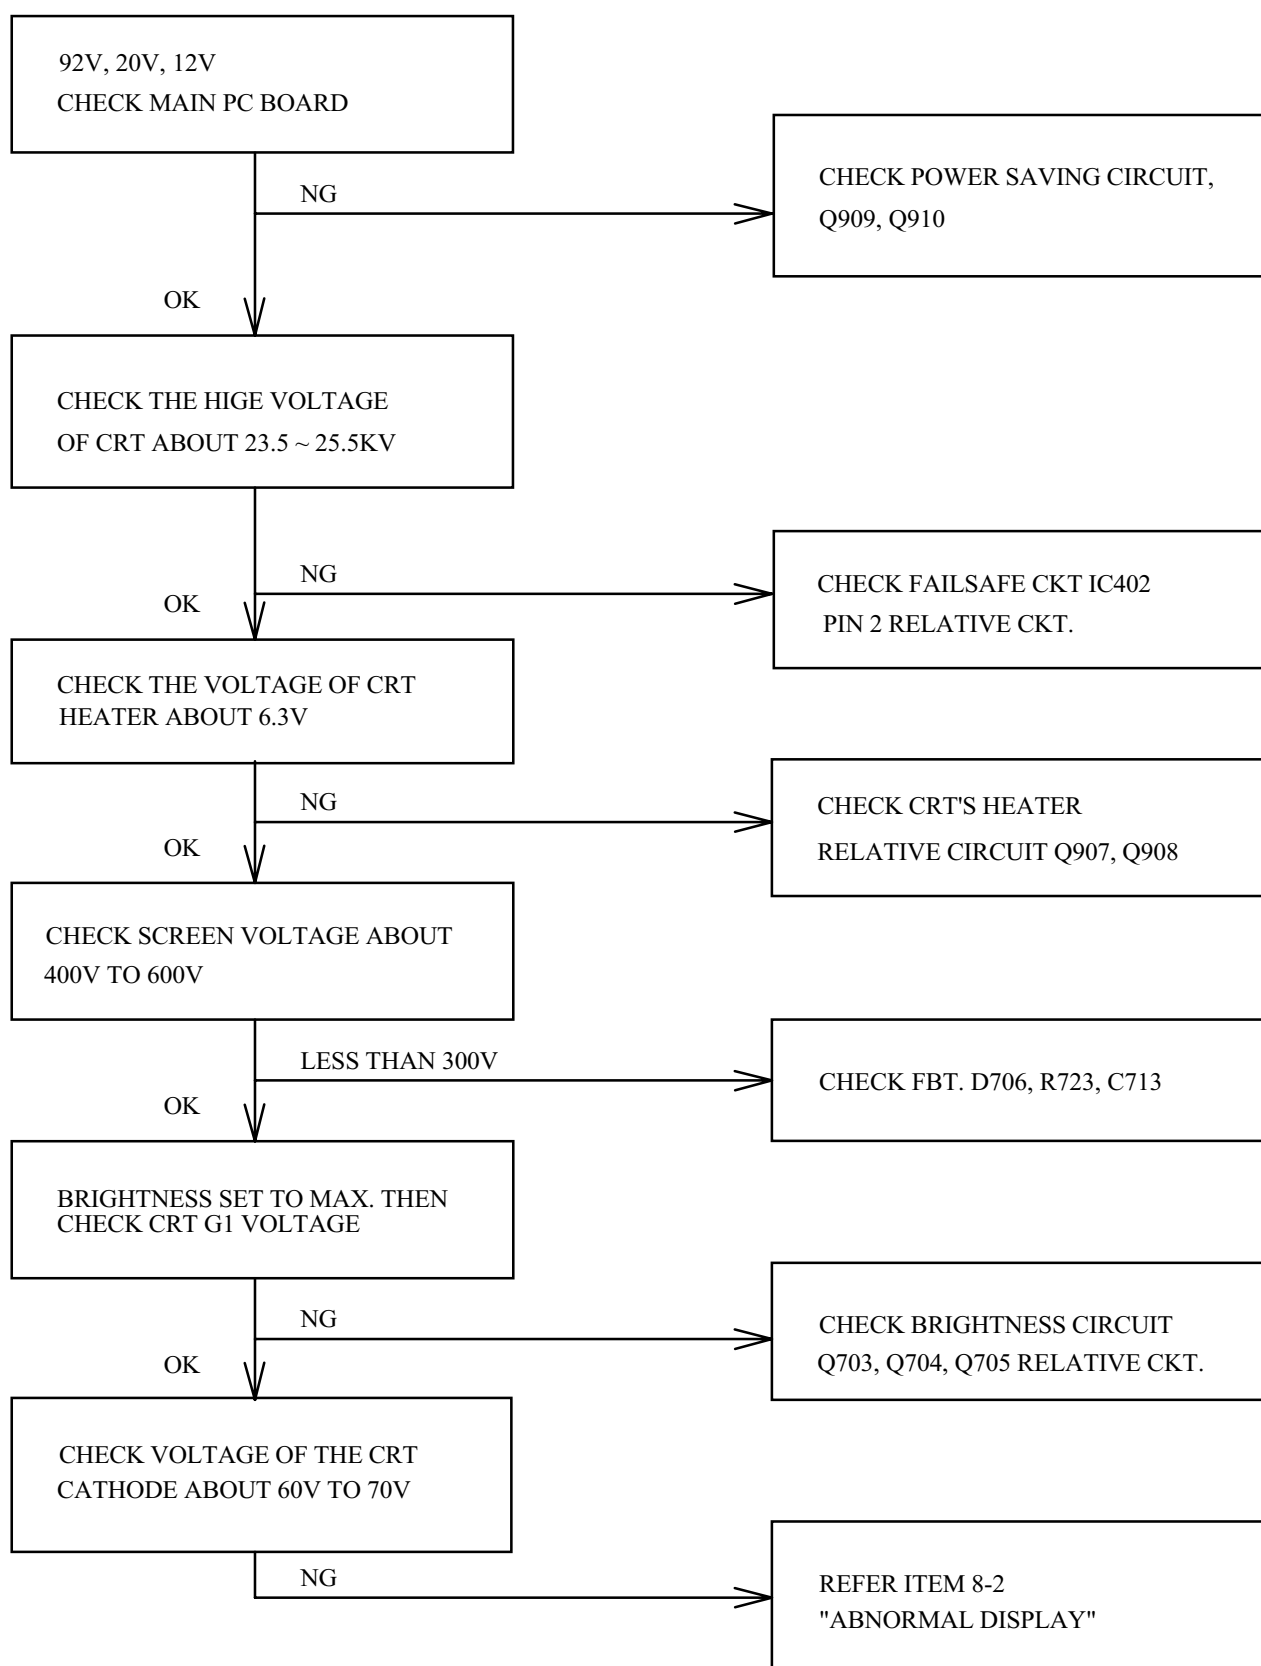 92V, 20V, 12V
CHECK MAIN PC BOARD
NG
CHECK POWER SAVING CIRCUIT,
Q909, Q910
OK
CHECK THE HIGE VOLTAGE
OF CRT ABOUT 23.5 ~ 25.5KV
NG
CHECK FAILSAFE CKT IC402
PIN 2 RELATIVE CKT.
OK
CHECK THE VOLTAGE OF CRT
HEATER ABOUT 6.3V
NG
CHECK CRT'S HEATER
RELATIVE CIRCUIT Q907, Q908
OK
CHECK SCREEN VOLTAGE ABOUT
400V TO 600V
LESS THAN 300V
CHECK FBT. D706, R723, C713
OK
BRIGHTNESS SET TO MAX. THEN
CHECK CRT G1 VOLTAGE
NG
CHECK BRIGHTNESS CIRCUIT
Q703, Q704, Q705 RELATIVE CKT.
OK
CHECK VOLTAGE OF THE CRT
CATHODE ABOUT 60V TO 70V
NG
REFER ITEM 8-2
"ABNORMAL DISPLAY"